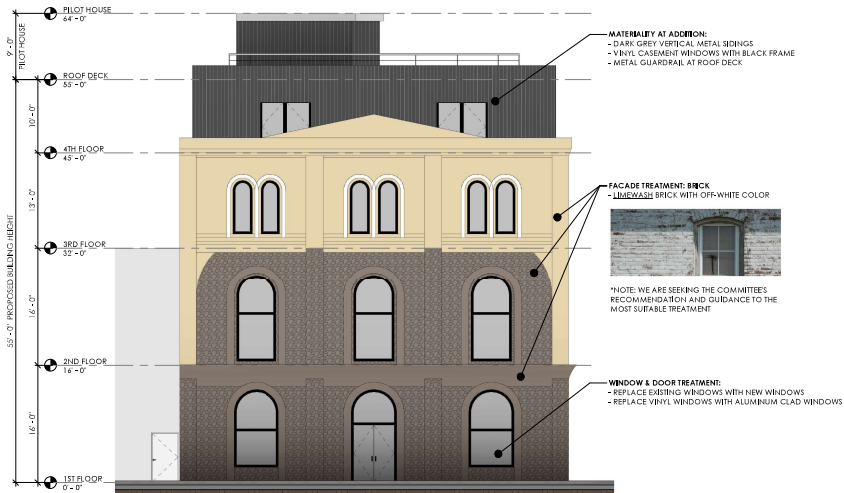 PILOT HOUSE
64' - 0"
9' - 0"
PILOT HOUSE
ROOF DECK
55' - 0"
10' - 0"
4TH FLOOR
45' - 0"
13' - 0"
3RD FLOOR
32' - 0"
55' - 0" PROPOSED BUILDING HEIGHT
16' - 0"
2ND FLOOR
16' - 0"
16' - 0"
1ST FLOOR
0' - 0"
MATERIALITY AT ADDITION:
- DARK GREY VERTICAL METAL SIDINGS
- VINYL CASEMENT WINDOWS WITH BLACK FRAME
- METAL GUARDRAIL AT ROOF DECK
FACADE TREATMENT: BRICK
- LIMEWASH BRICK WITH OFF-WHITE COLOR
*NOTE: WE ARE SEEKING THE COMMITTEE'S
RECOMMENDATION AND GUIDANCE TO THE
MOST SUITABLE TREATMENT
WINDOW & DOOR TREATMENT:
- REPLACE EXISTING WINDOWS WITH NEW WINDOWS
- REPLACE VINYL WINDOWS WITH ALUMINUM CLAD WINDOWS